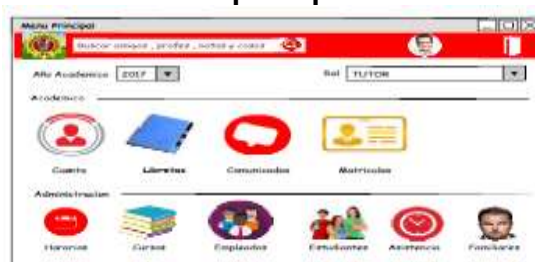 Menu Principal
Buscar amigos , profes , notas y cosas
Año Academico 2017 Rol TUTOR
Academico
Cuenta Libretas Comunicados Matriculas
Administracion
Horarios Cursos Empleados Estudiantes Asistencia Familiares